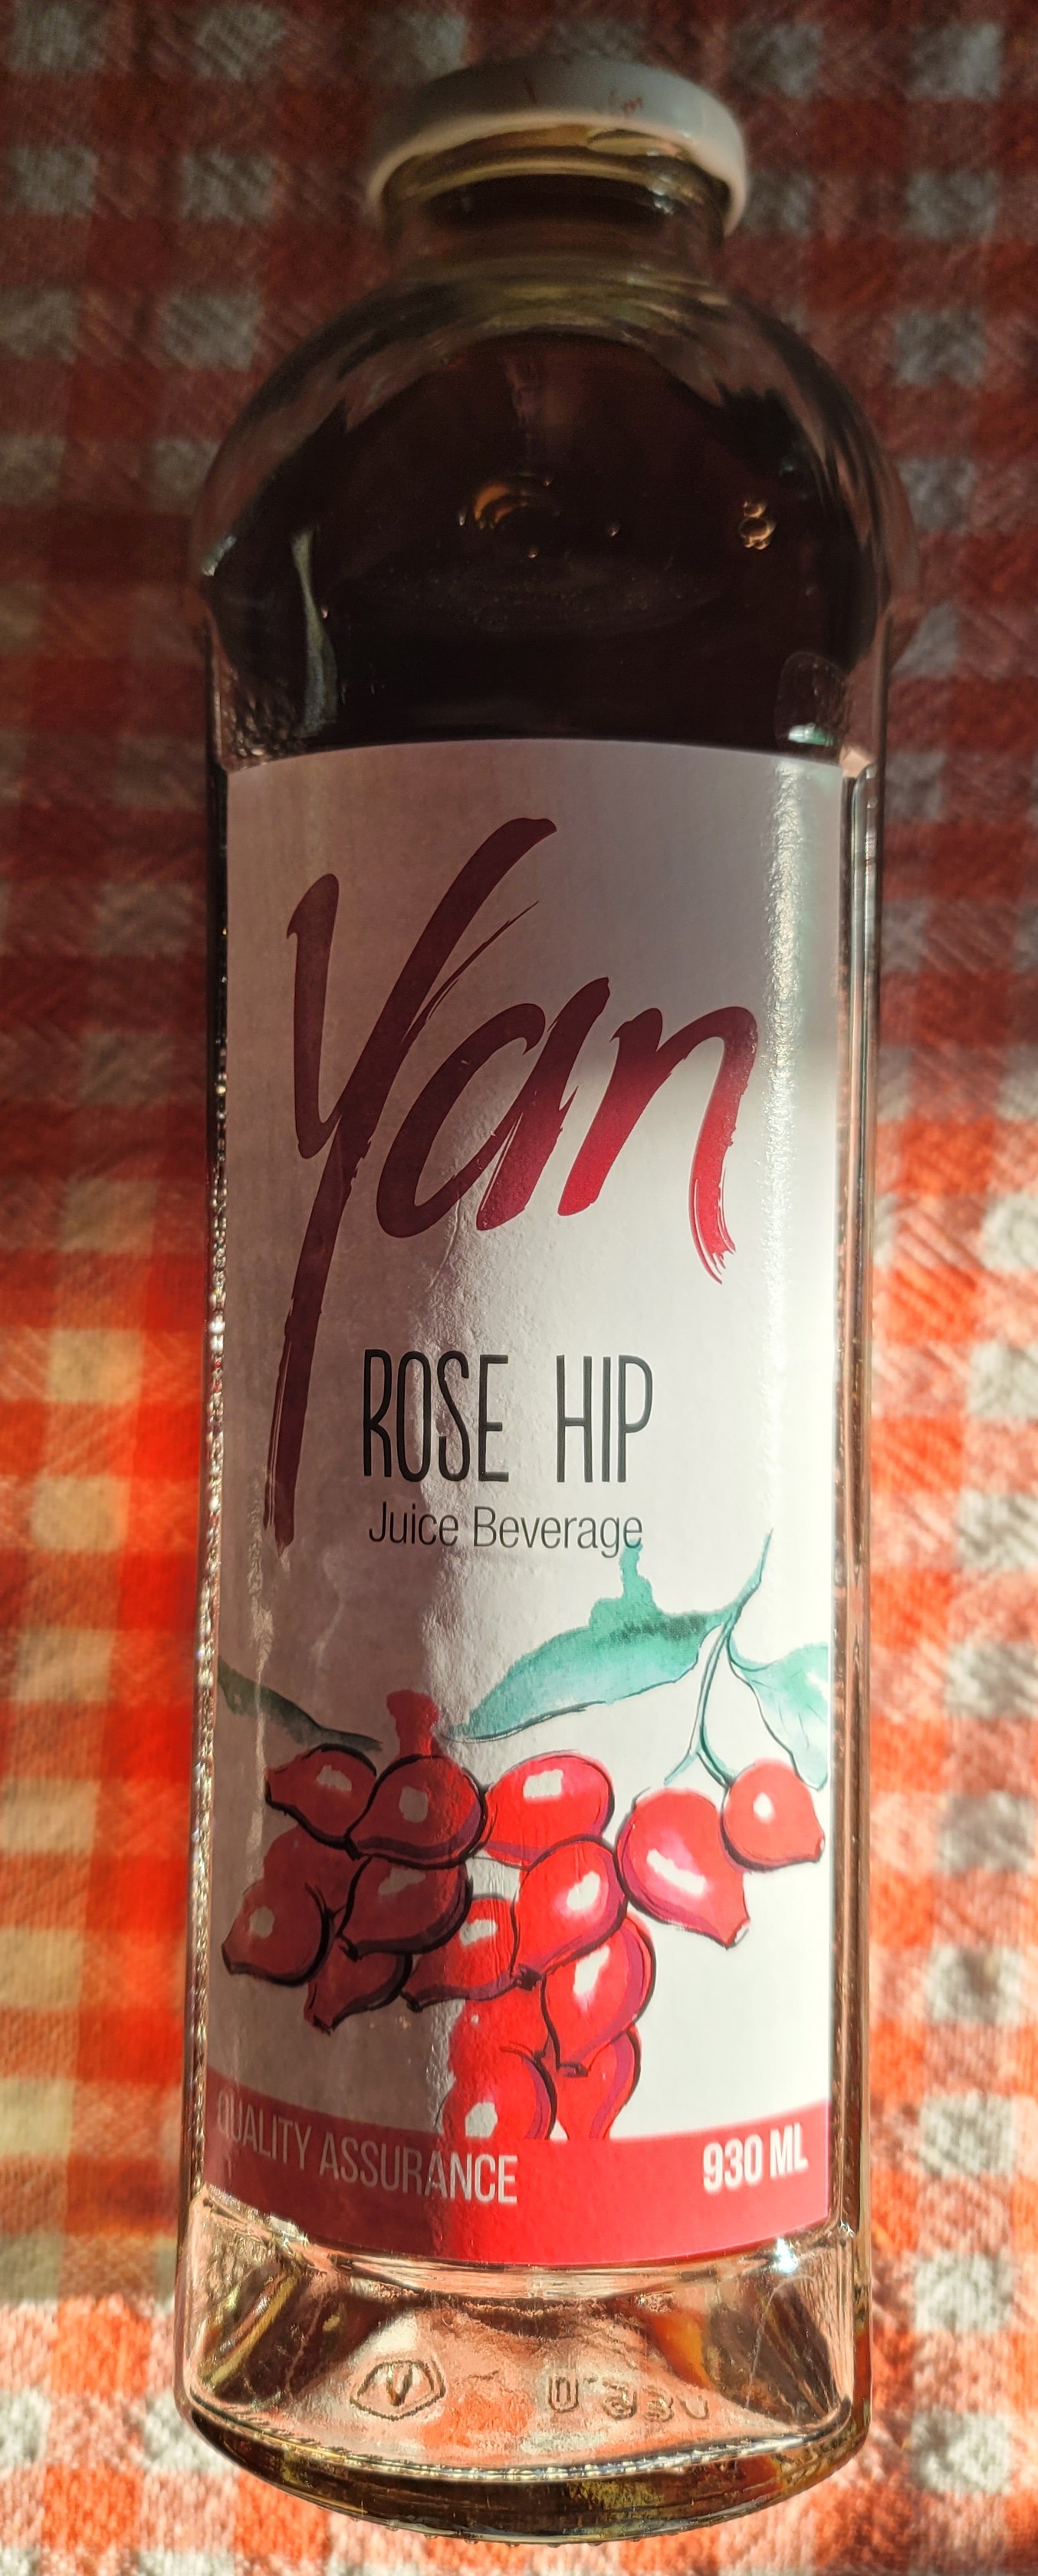 Yan
ROSE HIP
Juice Beverage
QUALITY ASSURANCE
930 ML